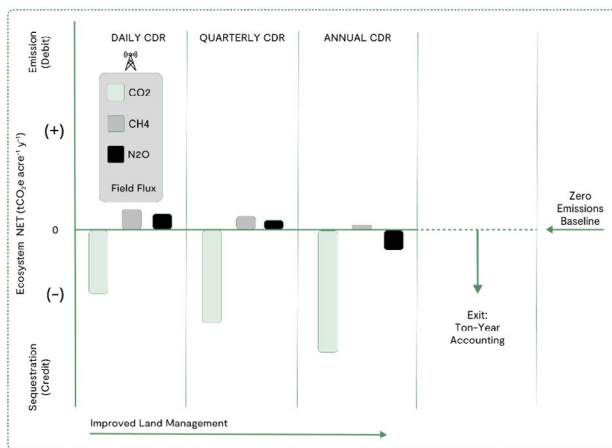 DAILY CDR
QUARTERLY CDR
ANNUAL CDR
Emission
(Debit)
CO2
CH4
N2O
Field Flux
(+)
0
(−)
Ecosystem NET (tCO₂e acre⁻¹ y⁻¹)
Sequestration
(Credit)
Zero
Emissions
Baseline
Exit:
Ton-Year
Accounting
Improved Land Management